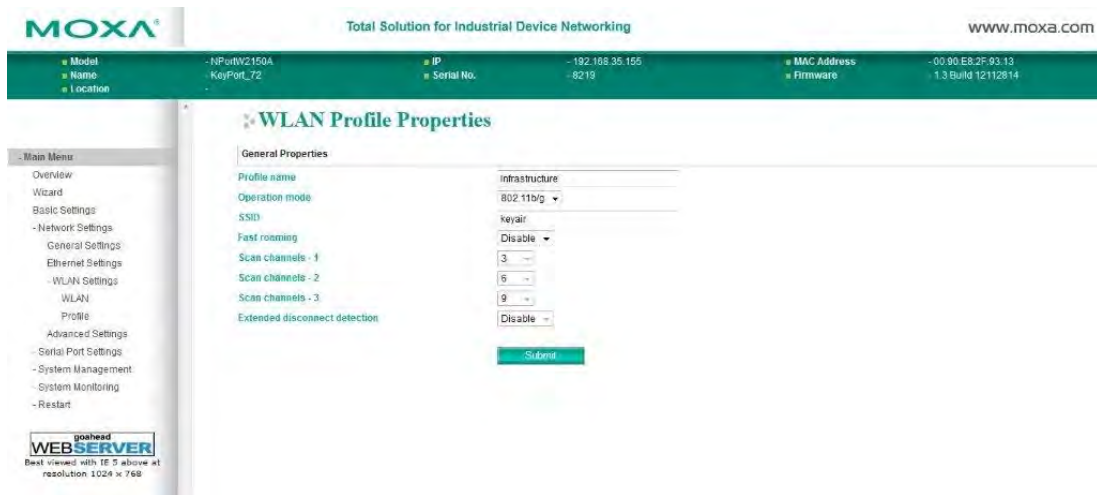 MOXA®
Total Solution for Industrial Device Networking
www.moxa.com
Model - NPortW2150A
Name - KeyPort_72
Location -
IP - 192.168.35.155
Serial No. - 8219
MAC Address - 00:90:E8:2F:93:13
Firmware - 1.3 Build 12112814
WLAN Profile Properties
- Main Menu
Overview
Wizard
Basic Settings
- Network Settings
General Settings
Ethernet Settings
- WLAN Settings
WLAN
Profile
Advanced Settings
- Serial Port Settings
- System Management
- System Monitoring
- Restart
goahead
WEBSERVER
Best viewed with IE 5 above at
resolution 1024 x 768
General Properties
Profile name Infrastructure
Operation mode 802.11b/g
SSID keyair
Fast roaming Disable
Scan channels - 1 3
Scan channels - 2 6
Scan channels - 3 9
Extended disconnect detection Disable
Submit